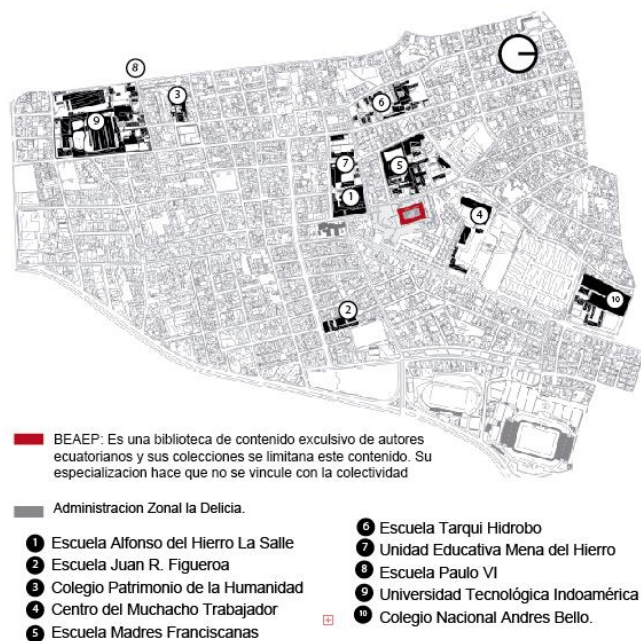 8
3
9
6
7
5
1
4
2
10
BEAEP: Es una biblioteca de contenido exculsivo de autores
ecuatorianos y sus colecciones se limitana este contenido. Su
especializacion hace que no se vincule con la colectividad
Administracion Zonal la Delicia.
1 Escuela Alfonso del Hierro La Salle
2 Escuela Juan R. Figueroa
3 Colegio Patrimonio de la Humanidad
4 Centro del Muchacho Trabajador
5 Escuela Madres Franciscanas
6 Escuela Tarqui Hidrobo
7 Unidad Educativa Mena del Hierro
8 Escuela Paulo VI
9 Universidad Tecnológica Indoamérica
10 Colegio Nacional Andres Bello.